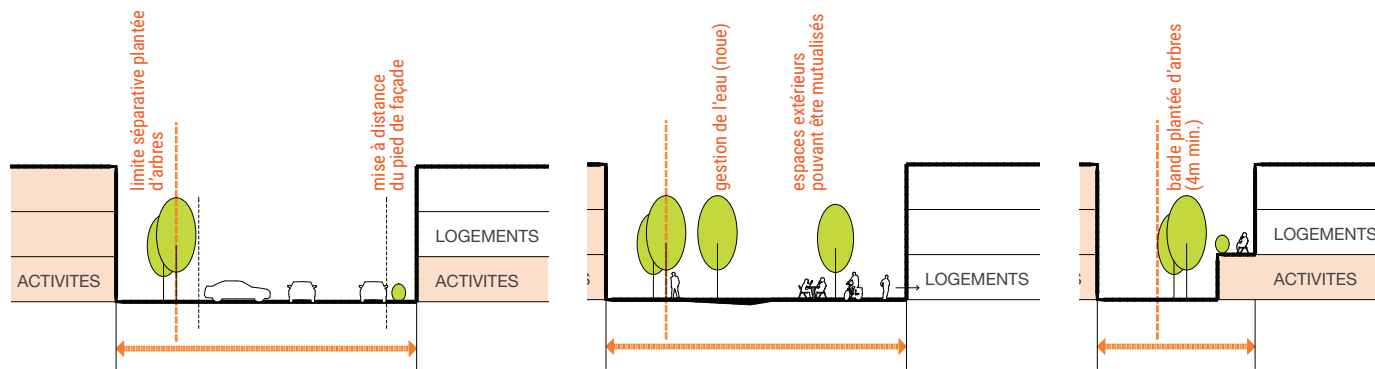 limite séparative plantée
d'arbres
mise à distance
du pied de façade
LOGEMENTS
ACTIVITES
ACTIVITES
gestion de l'eau (noue)
espaces extérieurs
pouvant être mutualisés
S
LOGEMENTS
bande plantée d'arbres
(4m min.)
LOGEMENTS
S
ACTIVITES